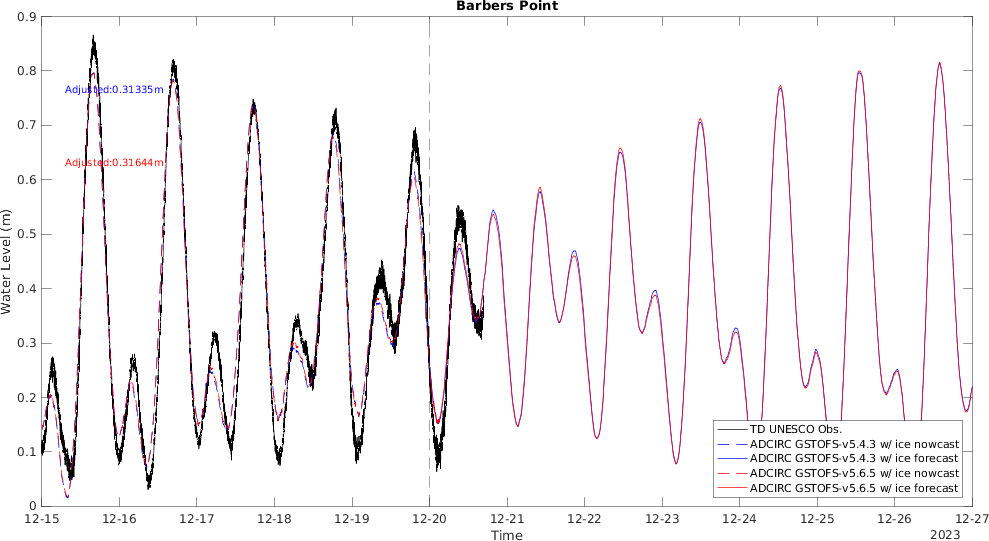 Barbers Point
0.9
0.8
0.7
0.6
0.5
0.4
0.3
0.2
0.1
0
Water Level (m)
Adjusted:0.31335m
Adjusted:0.31644m
TD UNESCO Obs.
ADCIRC GSTOFS-v5.4.3 w/ ice nowcast
ADCIRC GSTOFS-v5.4.3 w/ ice forecast
ADCIRC GSTOFS-v5.6.5 w/ ice nowcast
ADCIRC GSTOFS-v5.6.5 w/ ice forecast
12-15 12-16 12-17 12-18 12-19 12-20 12-21 12-22 12-23 12-24 12-25 12-26 12-27
Time
2023